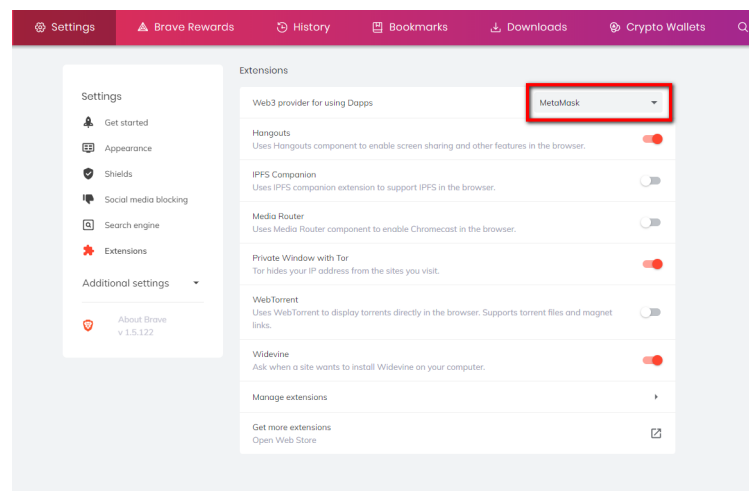 Settings
Brave Rewards
History
Bookmarks
Downloads
Crypto Wallets
Settings
Get started
Appearance
Shields
Social media blocking
Search engine
Extensions
Additional settings
About Brave
v 1.5.122
Extensions
Web3 provider for using Dapps
MetaMask
Hangouts
Uses Hangouts component to enable screen sharing and other features in the browser.
IPFS Companion
Uses IPFS companion extension to support IPFS in the browser.
Media Router
Uses Media Router component to enable Chromecast in the browser.
Private Window with Tor
Tor hides your IP address from the sites you visit.
WebTorrent
Uses WebTorrent to display torrents directly in the browser. Supports torrent files and magnet
links.
Widevine
Ask when a site wants to install Widevine on your computer.
Manage extensions
Get more extensions
Open Web Store